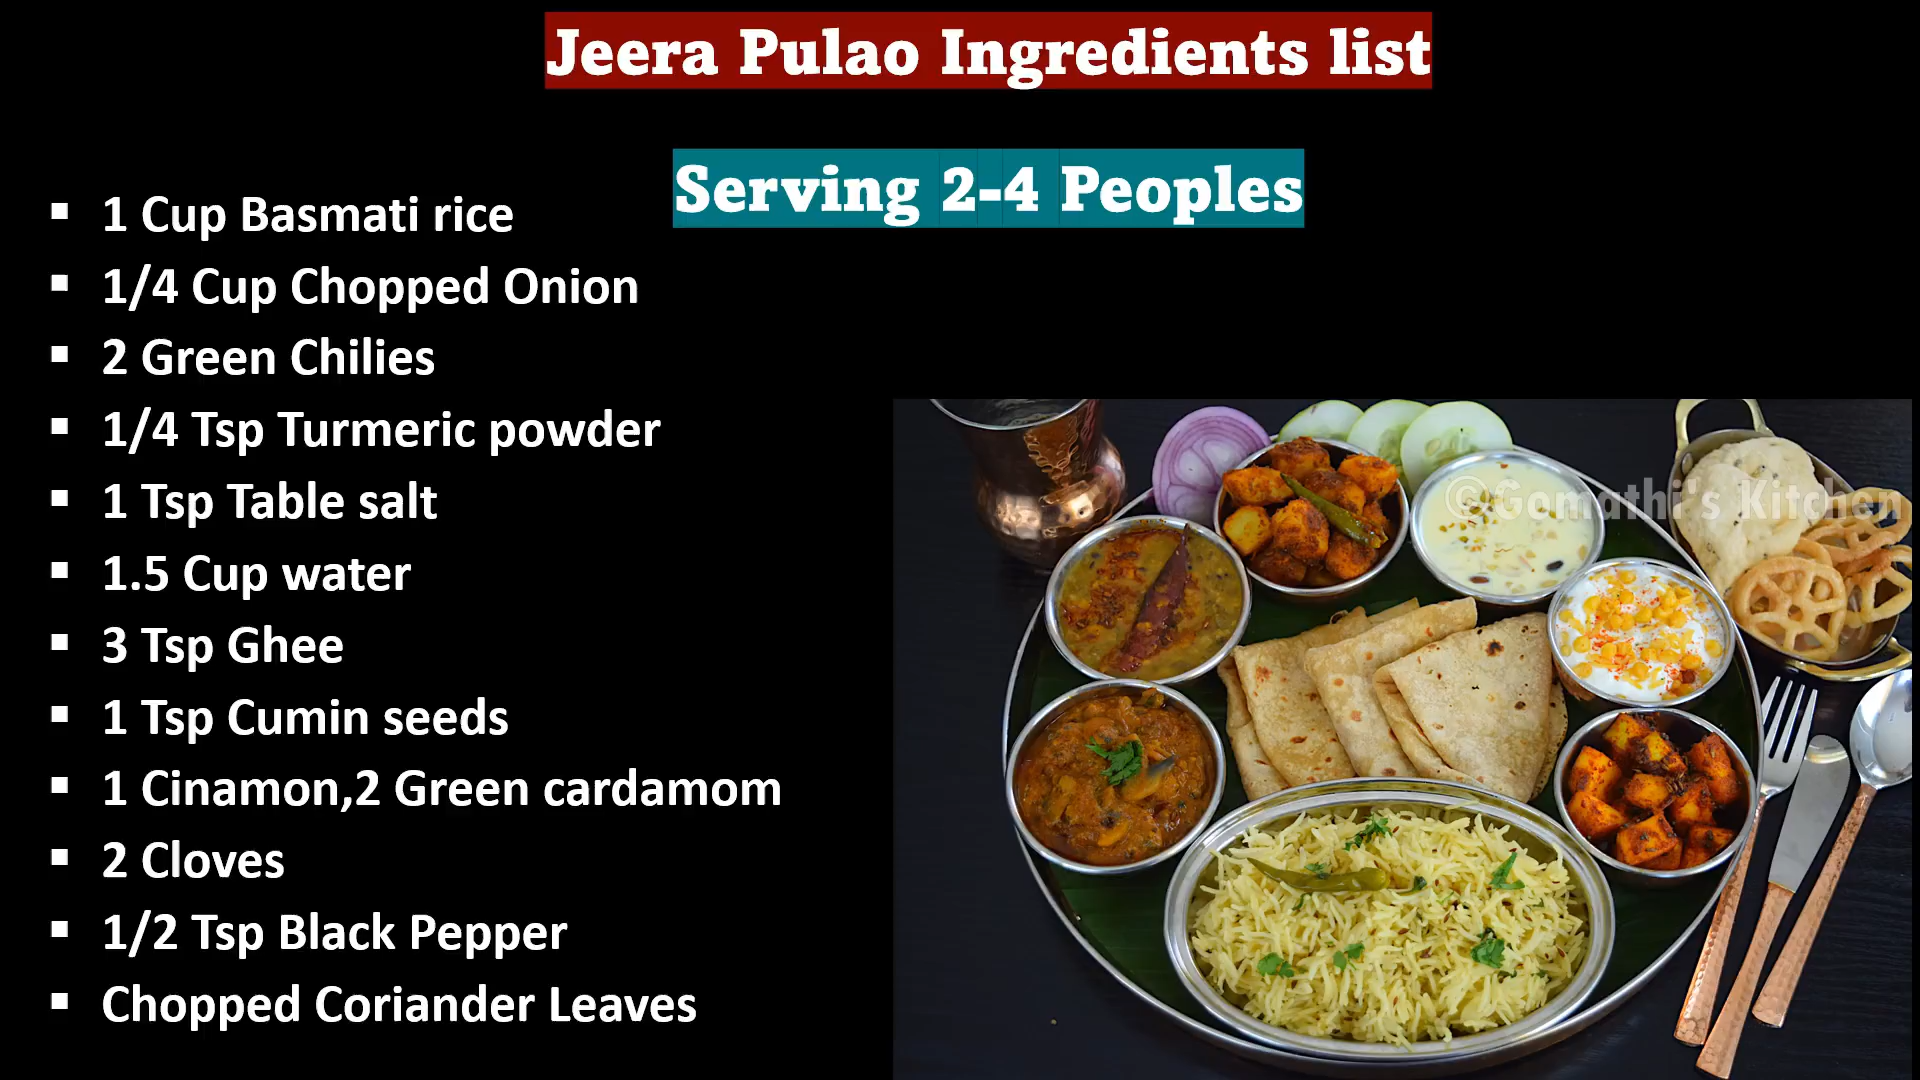 Jeera Pulao Ingredients list
Serving 2-4 Peoples
1 Cup Basmati rice
1/4 Cup Chopped Onion
2 Green Chilies
1/4 Tsp Turmeric powder
1 Tsp Table salt
1.5 Cup water
3 Tsp Ghee
1 Tsp Cumin seeds
1 Cinamon,2 Green cardamom
2 Cloves
1/2 Tsp Black Pepper
Chopped Coriander Leaves
©Gomathi's Kitchen